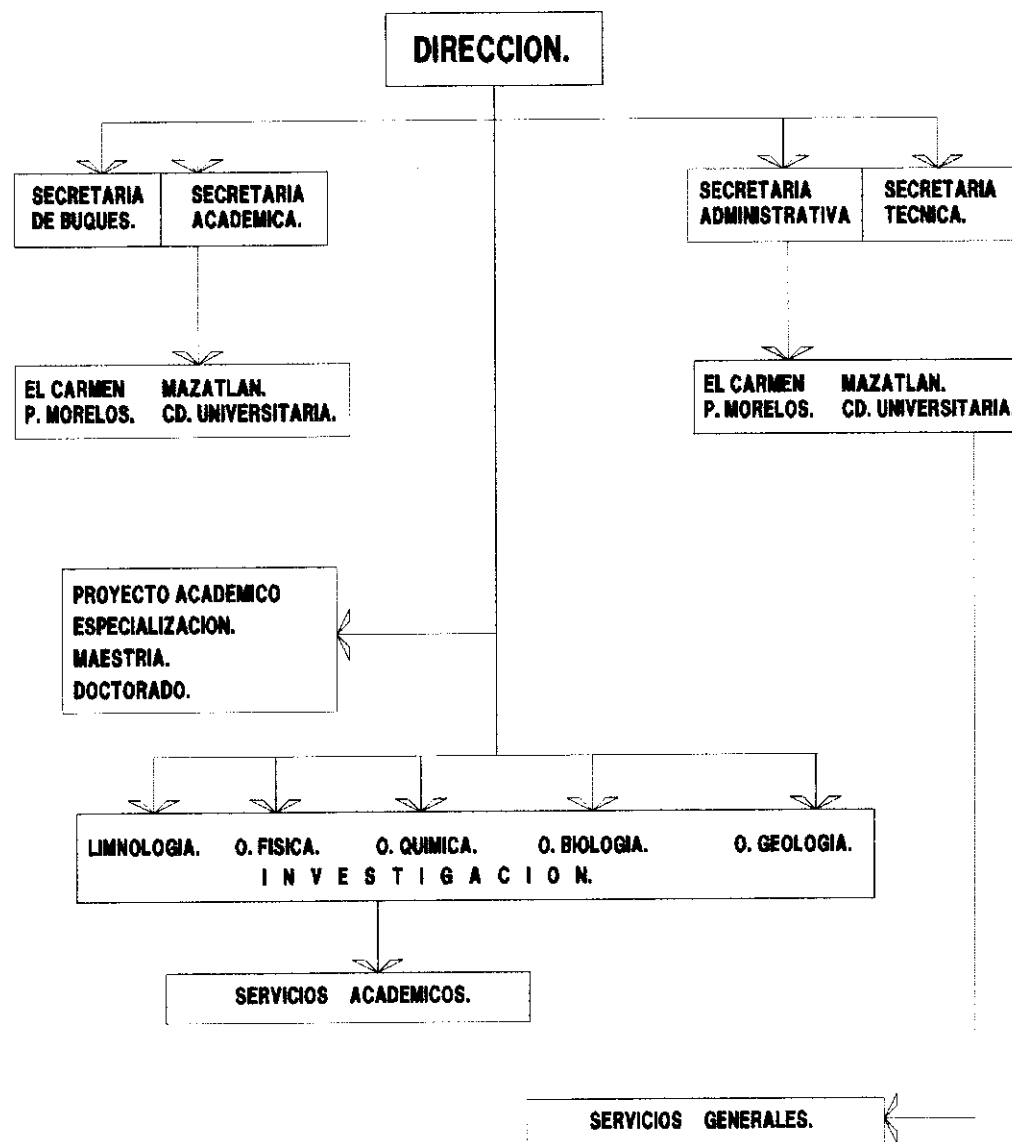 DIRECCION.
SECRETARIA
DE BUQUES.
SECRETARIA
ACADEMICA.
SECRETARIA
ADMINISTRATIVA
SECRETARIA
TECNICA.
EL CARMEN MAZATLAN.
P. MORELOS. CD. UNIVERSITARIA.
EL CARMEN MAZATLAN.
P. MORELOS. CD. UNIVERSITARIA.
PROYECTO ACADEMICO
ESPECIALIZACION.
MAESTRIA.
DOCTORADO.
LIMNOLOGIA. O. FISICA. O. QUIMICA. O. BIOLOGIA. O. GEOLOGIA.
I N V E S T I G A C I O N.
SERVICIOS ACADEMICOS.
SERVICIOS GENERALES.